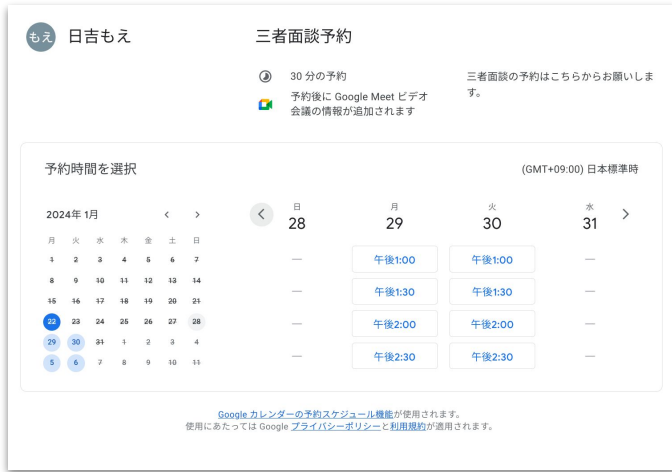 もえ 日吉もえ
三者面談予約
30 分の予約
予約後に Google Meet ビデオ
会議の情報が追加されます
三者面談の予約はこちらからお願いしま
す。
予約時間を選択
(GMT+09:00) 日本標準時
2024年 1月
月 火 水 木 金 土 日
1 2 3 4 5 6 7
8 9 10 11 12 13 14
15 16 17 18 19 20 21
22 23 24 25 26 27 28
29 30 31 1 2 3 4
5 6 7 8 9 10 11
日 月 火 水
28 29 30 31
— 午後1:00 午後1:00 —
— 午後1:30 午後1:30 —
— 午後2:00 午後2:00 —
— 午後2:30 午後2:30 —
Google カレンダーの予約スケジュール機能が使用されます。
使用にあたっては Google プライバシーポリシーと利用規約が適用されます。